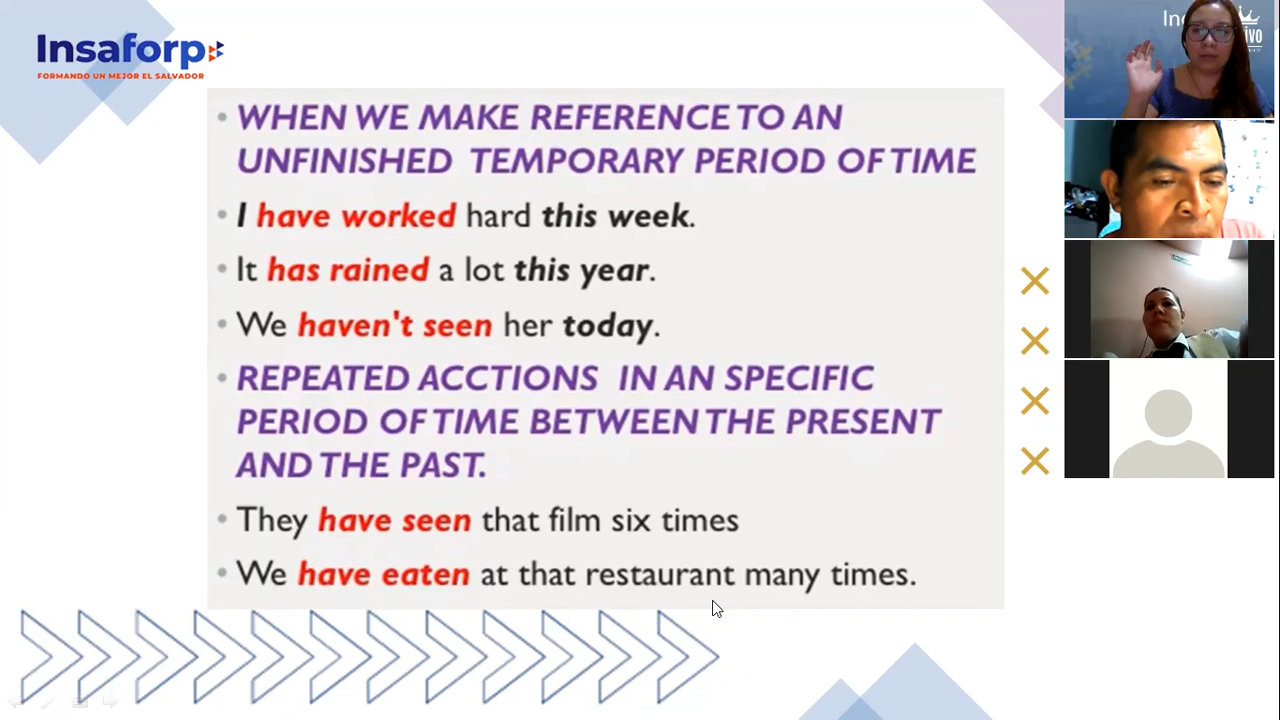 Insaforp
FORMANDO UN MEJOR EL SALVADOR
• WHEN WE MAKE REFERENCE TO AN
UNFINISHED TEMPORARY PERIOD OF TIME
• I have worked hard this week.
• It has rained a lot this year.
• We haven't seen her today.
• REPEATED ACCTIONS IN AN SPECIFIC
PERIOD OF TIME BETWEEN THE PRESENT
AND THE PAST.
• They have seen that film six times
• We have eaten at that restaurant many times.